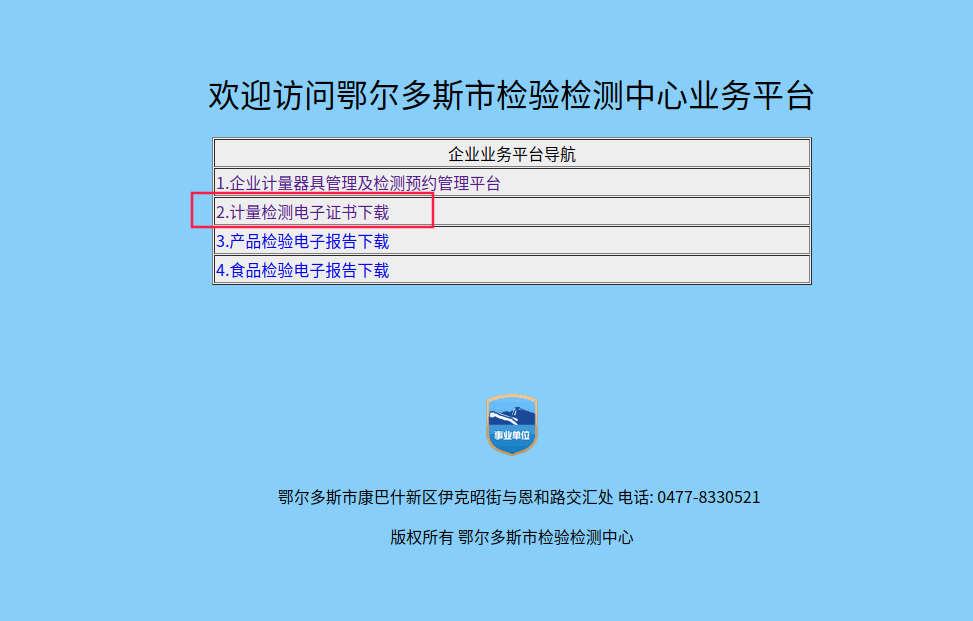 欢迎访问鄂尔多斯市检验检测中心业务平台
企业业务平台导航
1.企业计量器具管理及检测预约管理平台
2.计量检测电子证书下载
3.产品检验电子报告下载
4.食品检验电子报告下载
事业单位
鄂尔多斯市康巴什新区伊克昭街与恩和路交汇处 电话: 0477-8330521
版权所有 鄂尔多斯市检验检测中心